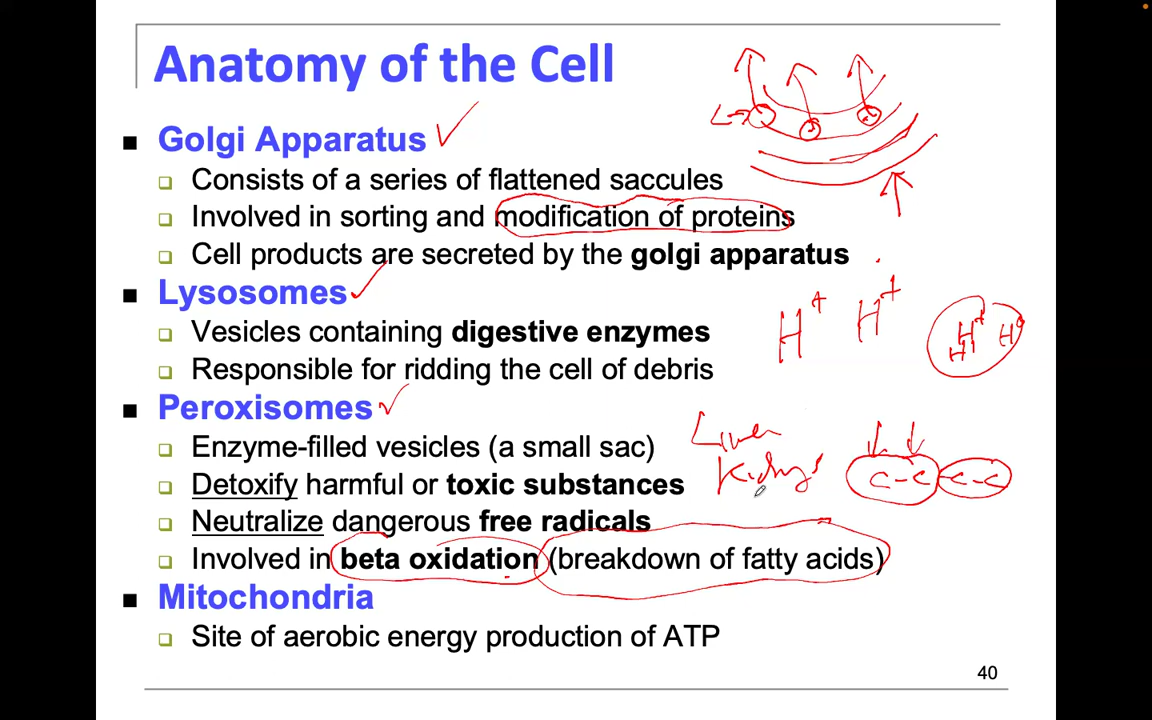 Anatomy of the Cell
Golgi Apparatus
Consists of a series of flattened saccules
Involved in sorting and modification of proteins
Cell products are secreted by the golgi apparatus
Lysosomes
H+ H+ H+ H+ H+
Vesicles containing digestive enzymes
Responsible for ridding the cell of debris
Peroxisomes
Liver
Enzyme-filled vesicles (a small sac)
Kidneys
C-C-C-C
Detoxify harmful or toxic substances
Neutralize dangerous free radicals
Involved in beta oxidation (breakdown of fatty acids)
Mitochondria
Site of aerobic energy production of ATP
40